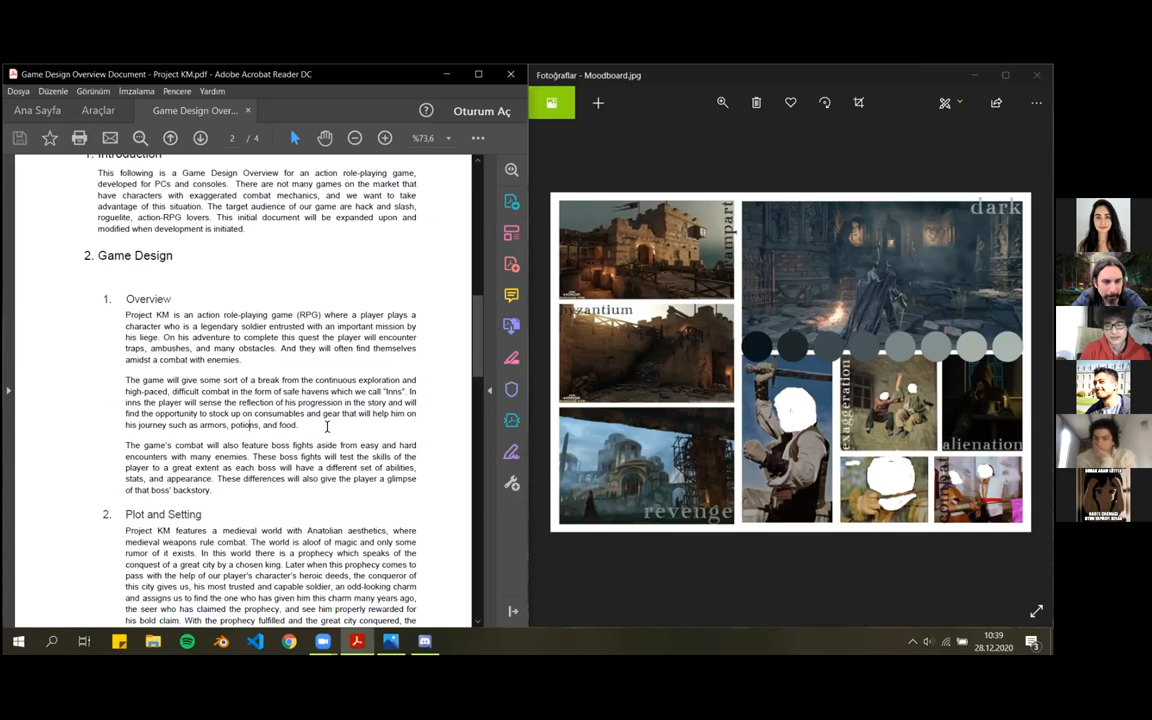 Game Design Overview Document - Project KM.pdf - Adobe Acrobat Reader DC
Dosya Düzenle Görünüm İmzalama Pencere Yardım
Ana Sayfa Araçlar Game Design Over... × Oturum Aç
2 / 4 %73,6
1. Introduction
This following is a Game Design Overview for an action role-playing game,
developed for PCs and consoles. There are not many games on the market that
have characters with exaggerated combat mechanics, and we want to take
advantage of this situation. The target audience of our game are hack and slash,
roguelite, action-RPG lovers. This initial document will be expanded upon and
modified when development is initiated.
2. Game Design
1. Overview
Project KM is an action role-playing game (RPG) where a player plays a
character who is a legendary soldier entrusted with an important mission by
his liege. On his adventure to complete this quest the player will encounter
traps, ambushes, and many obstacles. And they will often find themselves
amidst a combat with enemies.
The game will give some sort of a break from the continuous exploration and
high-paced, difficult combat in the form of safe havens which we call "Inns". In
inns the player will sense the reflection of his progression in the story and will
find the opportunity to stock up on consumables and gear that will help him on
his journey such as armors, potions, and food.
The game's combat will also feature boss fights aside from easy and hard
encounters with many enemies. These boss fights will test the skills of the
player to a great extent as each boss will have a different set of abilities,
stats, and appearance. These differences will also give the player a glimpse
of that boss' backstory.
2. Plot and Setting
Project KM features a medieval world with Anatolian aesthetics, where
medieval weapons rule combat. The world is aloof of magic and only some
rumor of it exists. In this world there is a prophecy which speaks of the
conquest of a great city by a chosen king. Later when this prophecy comes to
pass with the help of our player's character's heroic deeds, the conqueror of
this city gives us, his most trusted and capable soldier, an odd-looking charm
and assigns us to find the one who has given him this charm many years ago,
the seer who has claimed the prophecy, and see him properly rewarded for
his bold claim. With the prophecy fulfilled and the great city conquered, the
Fotoğraflar - Moodboard.jpg
rampart
dark
byzantium
exaggeration
alienation
revenge
combat
10:39
28.12.2020
3